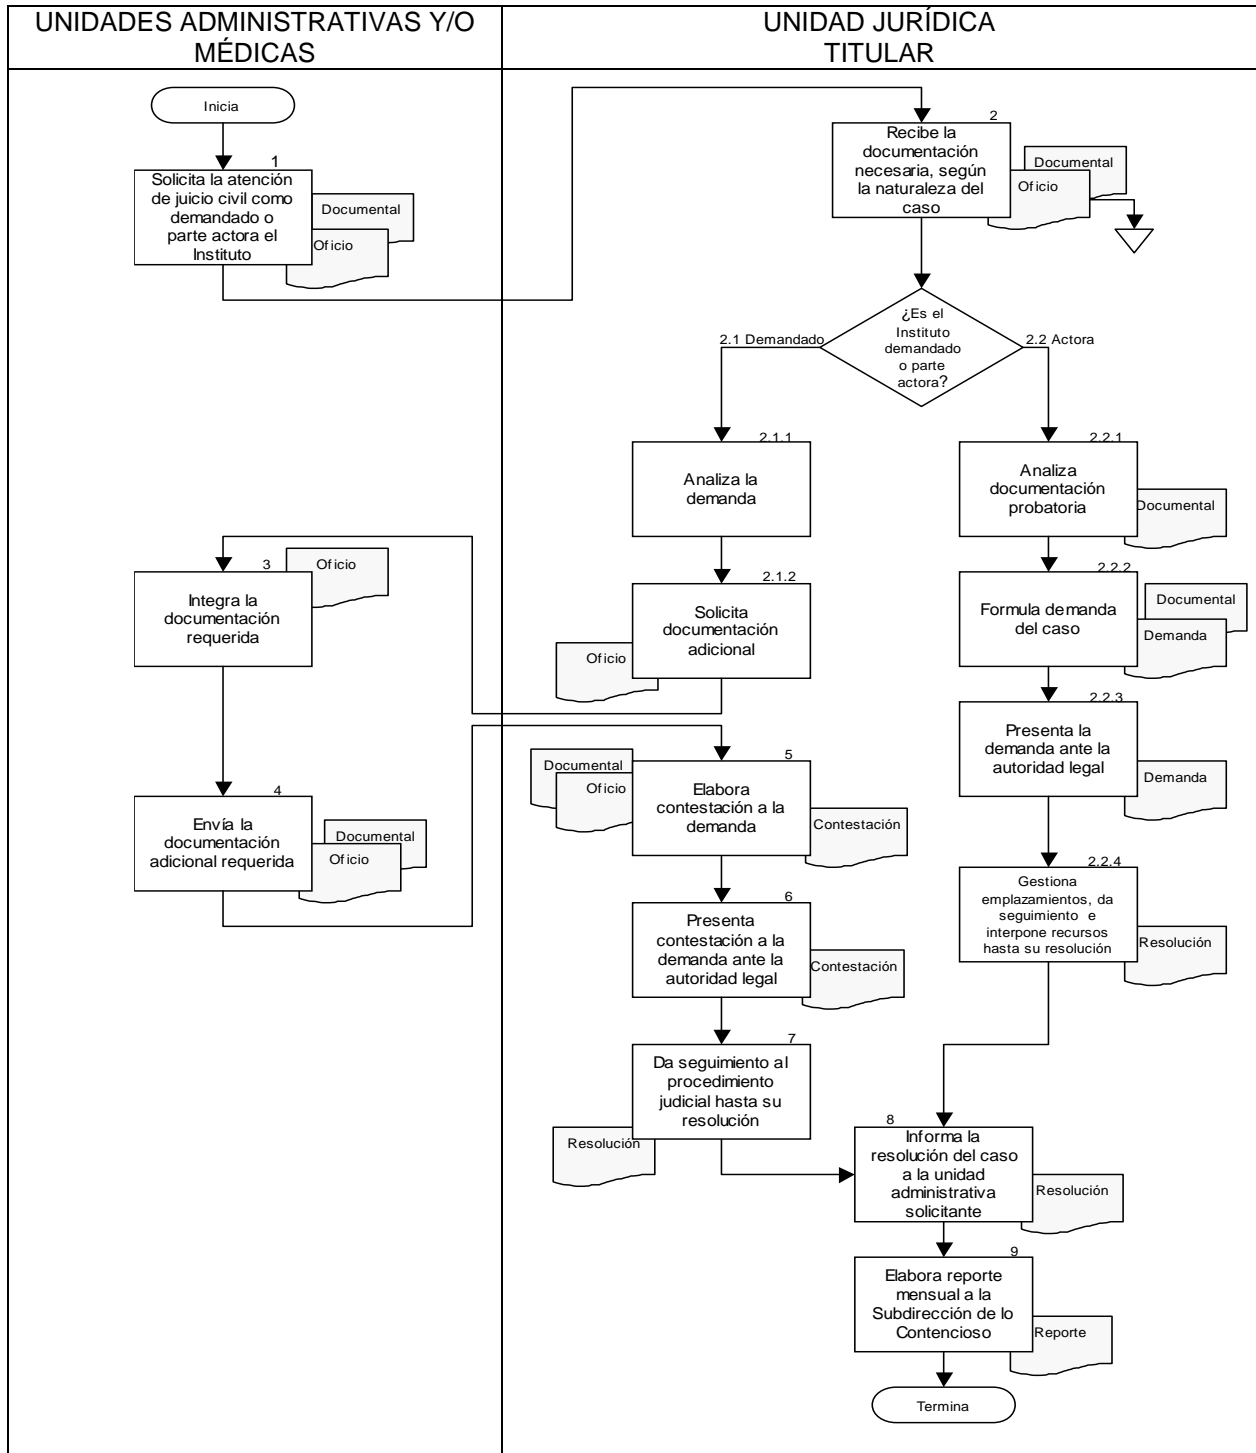 UNIDADES ADMINISTRATIVAS Y/O
MÉDICAS
UNIDAD JURÍDICA
TITULAR
Inicia
1
Solicita la atención
de juicio civil como
demandado o
parte actora el
Instituto
Documental
Oficio
2
Recibe la
documentación
necesaria, según
la naturaleza del
caso
Documental
Oficio
¿Es el
Instituto
demandado
o parte
actora?
2.1 Demandado
2.2 Actora
2.1.1
Analiza la
demanda
2.2.1
Analiza
documentación
probatoria
Documental
3
Integra la
documentación
requerida
Oficio
2.1.2
Solicita
documentación
adicional
Oficio
2.2.2
Formula demanda
del caso
Documental
Demanda
2.2.3
Presenta la
demanda ante la
autoridad legal
Demanda
4
Envía la
documentación
adicional requerida
Documental
Oficio
5
Elabora
contestación a la
demanda
Documental
Oficio
Contestación
2.2.4
Gestiona
emplazamientos, da
seguimiento e
interpone recursos
hasta su resolución
Resolución
6
Presenta
contestación a la
demanda ante la
autoridad legal
Contestación
7
Da seguimiento al
procedimiento
judicial hasta su
resolución
Resolución
8
Informa la
resolución del caso
a la unidad
administrativa
solicitante
Resolución
9
Elabora reporte
mensual a la
Subdirección de lo
Contencioso
Reporte
Termina